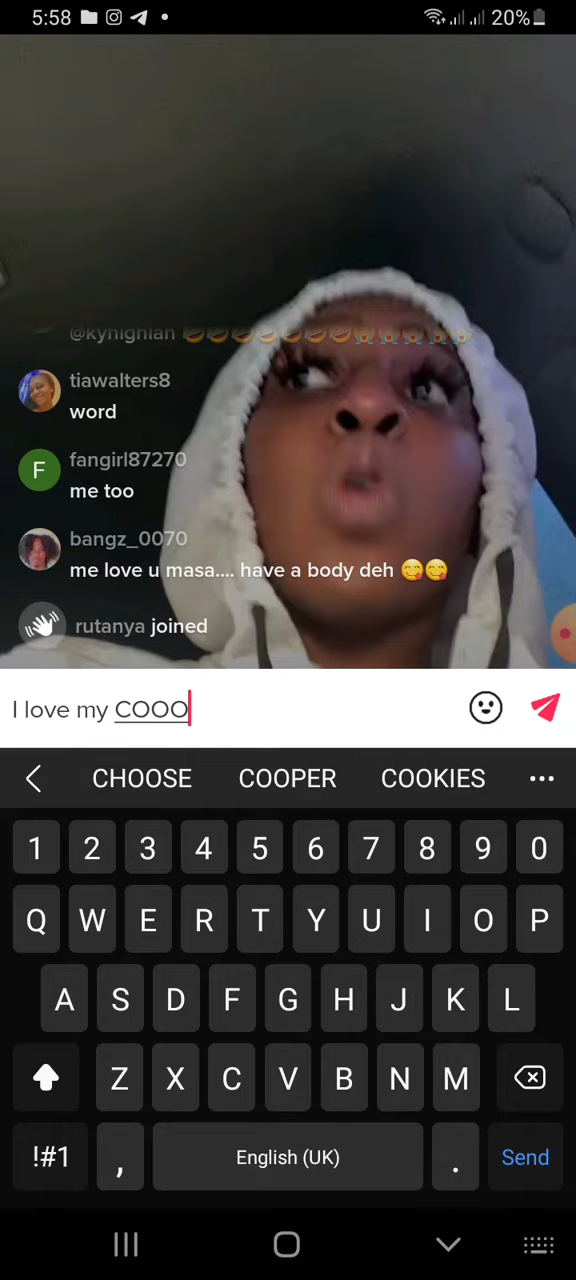 5:58 20%
@kyhighlah
tiawalters8
word
F fangirl87270
me too
bangz_0070
me love u masa.... have a body deh 😋😋
rutanya joined
I love my COOO
CHOOSE COOPER COOKIES
1 2 3 4 5 6 7 8 9 0
Q W E R T Y U I O P
A S D F G H J K L
Z X C V B N M
!#1 , English (UK) . Send